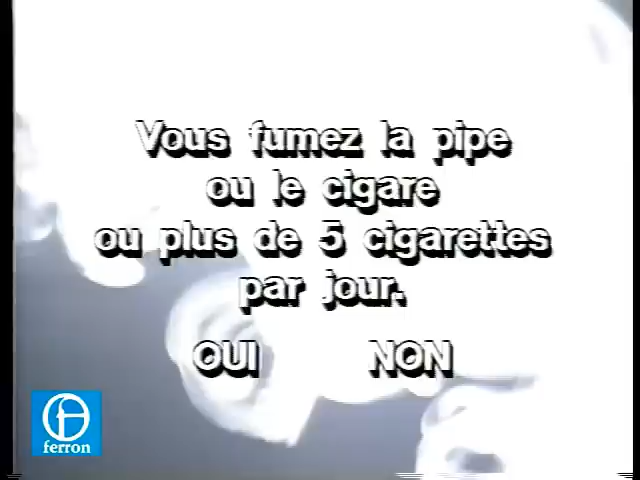 Vous fumez la pipe
ou le cigare
ou plus de 5 cigarettes
par jour.
OUI NON
ferron